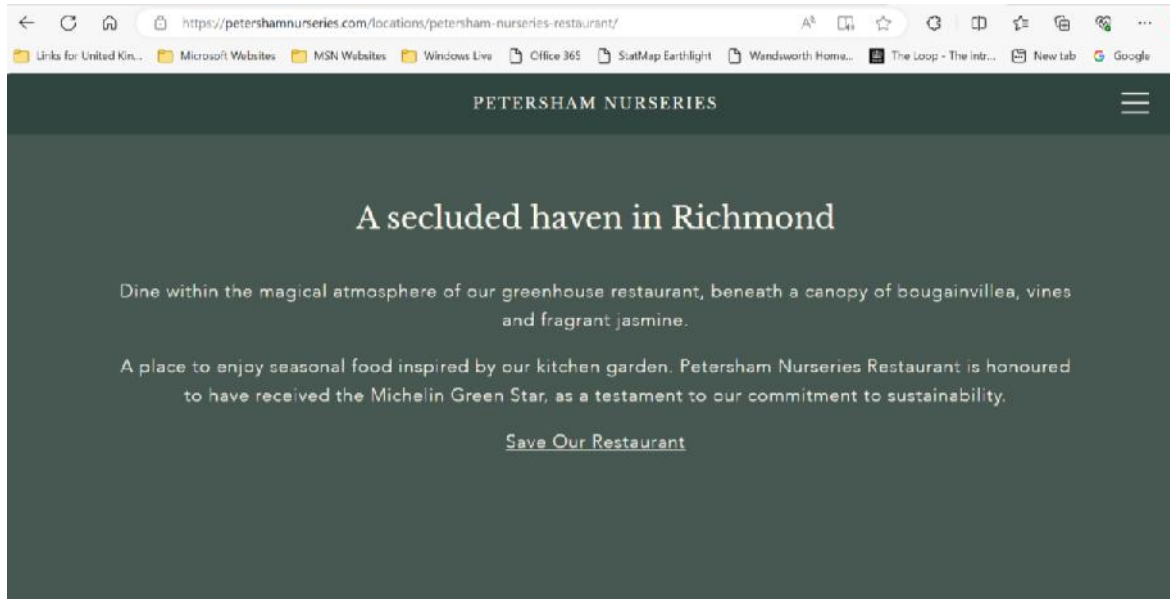 https://petershamnurseries.com/locations/petersham-nurseries-restaurant/
Links for United Kin... Microsoft Websites MSN Websites Windows Live Office 365 StatMap Earthlight Wandsworth Home... The Loop - The intr... New tab Google
PETERSHAM NURSERIES
A secluded haven in Richmond
Dine within the magical atmosphere of our greenhouse restaurant, beneath a canopy of bougainvillea, vines
and fragrant jasmine.
A place to enjoy seasonal food inspired by our kitchen garden. Petersham Nurseries Restaurant is honoured
to have received the Michelin Green Star, as a testament to our commitment to sustainability.
Save Our Restaurant